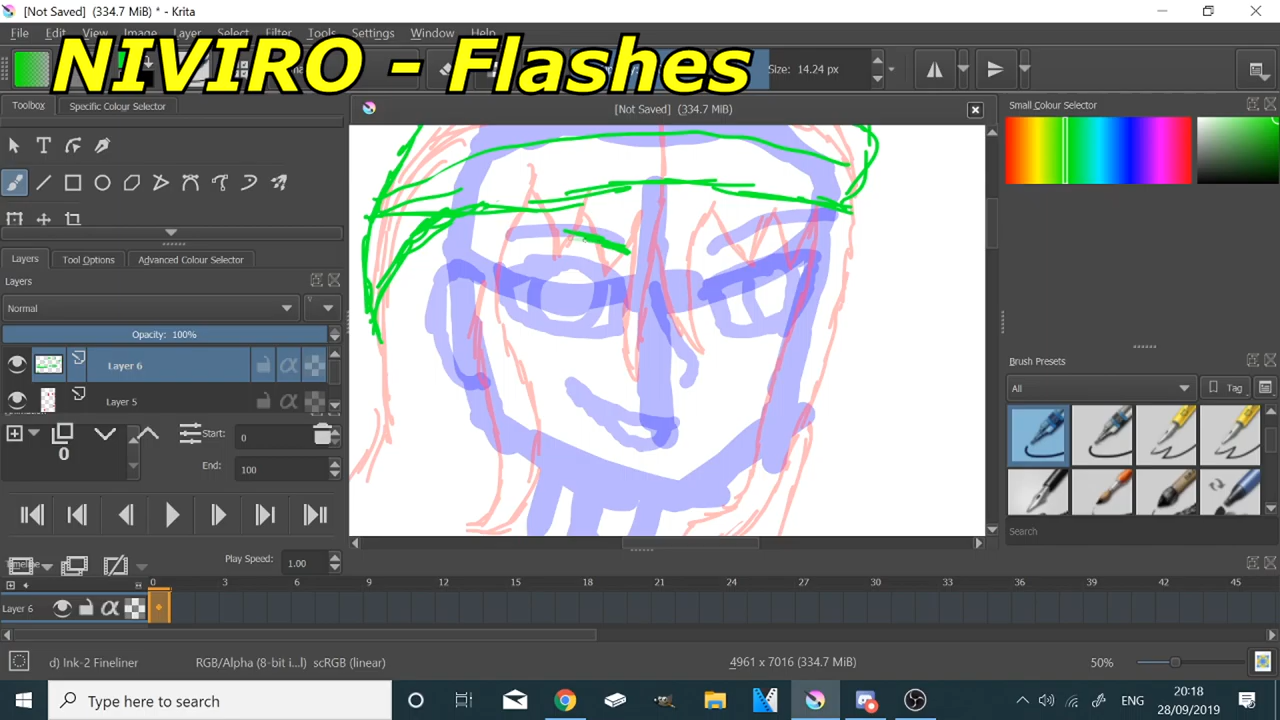 [Not Saved] (334.7 MiB) * - Krita
File Edit View Image Layer Select Filter Tools Settings Window Help
NIVIRO - Flashes
Size: 14.24 px
Toolbox
Specific Colour Selector
[Not Saved] (334.7 MiB)
Small Colour Selector
Layers
Tool Options
Advanced Colour Selector
Layers
Normal
Opacity: 100%
Layer 6
Layer 5
Start: 0
0
End: 100
Play Speed: 1.00
Timeline
0 3 6 9 12 15 18 21 24 27 30 33 36 39 42 45
Layer 6
Brush Presets
All
Tag
Search
d) Ink-2 Fineliner
RGB/Alpha (8-bit i...l) scRGB (linear)
4961 x 7016 (334.7 MiB)
50%
Type here to search
ENG
20:18
28/09/2019